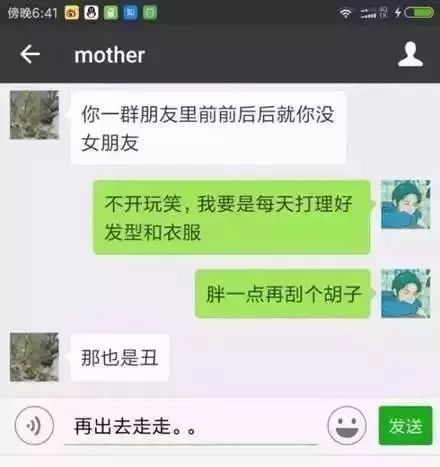 傍晚6:41
mother
你一群朋友里前前后后就你没
女朋友
不开玩笑，我要是每天打理好
发型和衣服
胖一点再刮个胡子
那也是丑
再出去走走。。
发送